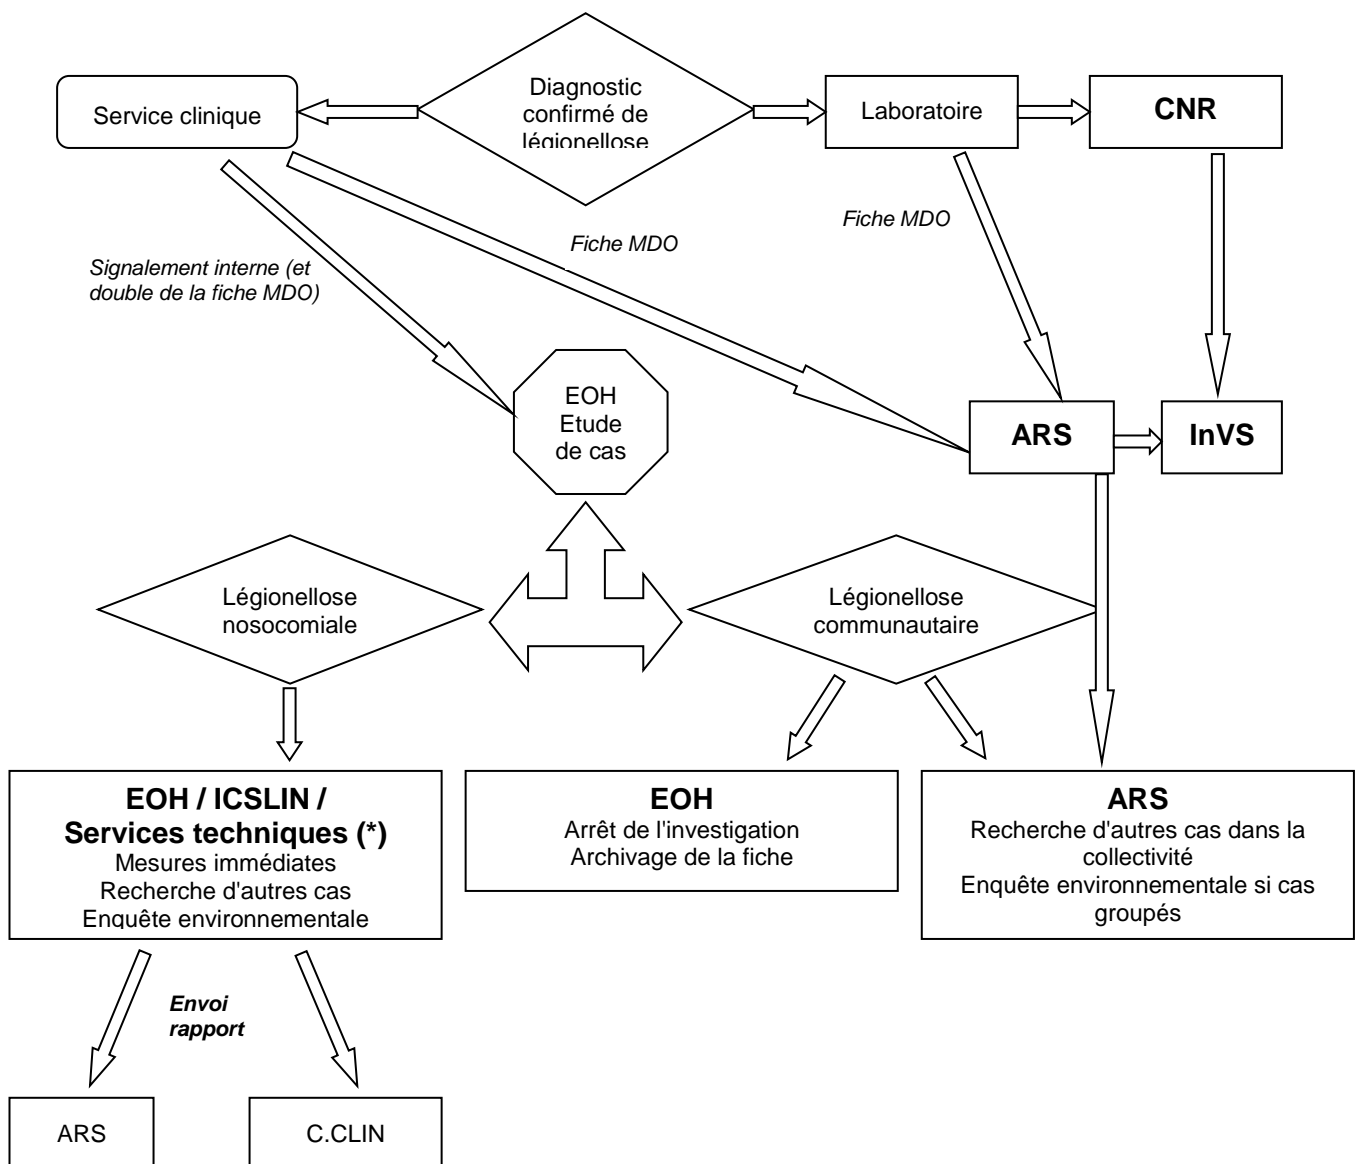 Service clinique
Diagnostic
confirmé de
légionellose
Laboratoire
CNR
Signalement interne (et
double de la fiche MDO)
Fiche MDO
Fiche MDO
EOH
Etude
de cas
ARS
InVS
Légionellose
nosocomiale
Légionellose
communautaire
EOH / ICSLIN /
Services techniques (*)
Mesures immédiates
Recherche d'autres cas
Enquête environnementale
EOH
Arrêt de l'investigation
Archivage de la fiche
ARS
Recherche d'autres cas dans la
collectivité
Enquête environnementale si cas
groupés
Envoi
rapport
ARS
C.CLIN